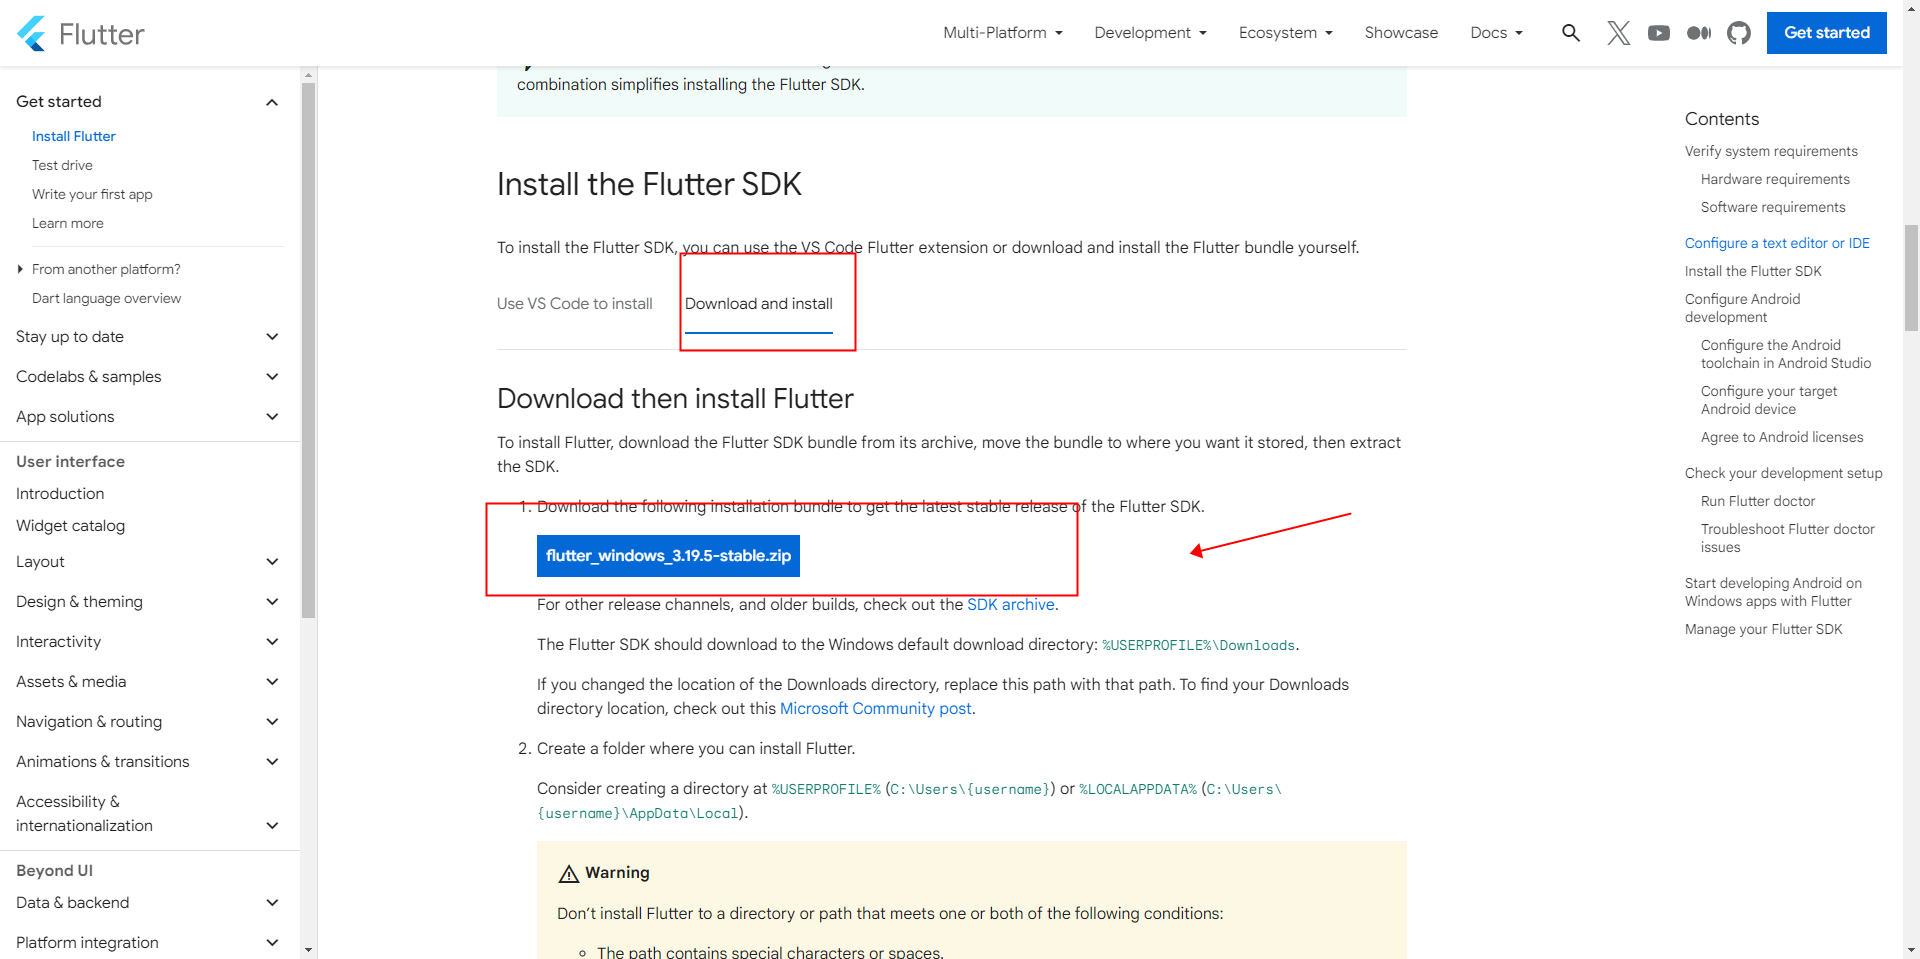 Flutter
Multi-Platform
Development
Ecosystem
Showcase
Docs
Get started
Get started
Install Flutter
Test drive
Write your first app
Learn more
From another platform?
Dart language overview
Stay up to date
Codelabs & samples
App solutions
User interface
Introduction
Widget catalog
Layout
Design & theming
Interactivity
Assets & media
Navigation & routing
Animations & transitions
Accessibility &
internationalization
Beyond UI
Data & backend
Platform integration
combination simplifies installing the Flutter SDK.
Install the Flutter SDK
To install the Flutter SDK, you can use the VS Code Flutter extension or download and install the Flutter bundle yourself.
Use VS Code to install
Download and install
Download then install Flutter
To install Flutter, download the Flutter SDK bundle from its archive, move the bundle to where you want it stored, then extract
the SDK.
1. Download the following installation bundle to get the latest stable release of the Flutter SDK.
flutter_windows_3.19.5-stable.zip
For other release channels, and older builds, check out the SDK archive.
The Flutter SDK should download to the Windows default download directory: %USERPROFILE%\Downloads.
If you changed the location of the Downloads directory, replace this path with that path. To find your Downloads
directory location, check out this Microsoft Community post.
2. Create a folder where you can install Flutter.
Consider creating a directory at %USERPROFILE% (C:\Users\{username}) or %LOCALAPPDATA% (C:\Users\
{username}\AppData\Local).
Warning
Don't install Flutter to a directory or path that meets one or both of the following conditions:
The path contains special characters or spaces.
Contents
Verify system requirements
Hardware requirements
Software requirements
Configure a text editor or IDE
Install the Flutter SDK
Configure Android
development
Configure the Android
toolchain in Android Studio
Configure your target
Android device
Agree to Android licenses
Check your development setup
Run Flutter doctor
Troubleshoot Flutter doctor
issues
Start developing Android on
Windows apps with Flutter
Manage your Flutter SDK